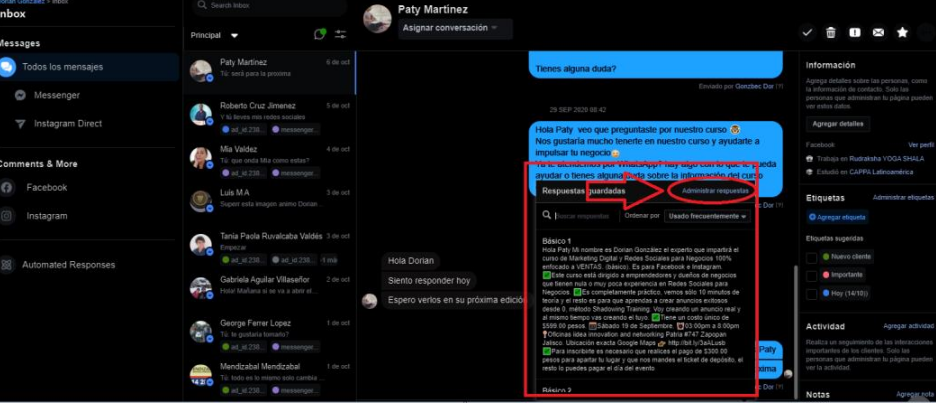 Dorian González > Inbox
Inbox
Messages
Todos los mensajes
Messenger
Instagram Direct
Comments & More
Facebook
Instagram
Automated Responses
Search Inbox
Principal
Paty Martinez
6 de oct
Tú: será para la proxima
Roberto Cruz Jimenez
5 de oct
Y tú lleves mis redes sociales
ad_id.238...
messenger...
Mia Valdez
4 de oct
Tú: que onda Mia como estas?
ad_id.238...
messenger...
Luis M.A
3 de oct
Super esta imagen animo Dorian ...
Tania Paola Ruvalcaba Valdés
3 de oct
Empezar
ad_id.238...
ad_id.238...
+1 más
Gabriela Aguilar Villaseñor
2 de oct
Hola! Mañana si se va a abrir el...
George Ferrer Lopez
1 de oct
Tú: te gustaría tomarlo?
ad_id.238...
messenger...
Mendizabal Mendizabal
1 de oct
Tú: todo en lo mismo solo cambia ...
ad_id.238...
messenger...
Paty Martinez
Asignar conversación
Tienes alguna duda?
Enviado por Gonzbec Dor
29 SEP 2020 08:42
Hola Paty veo que preguntaste por nuestro curso
Nos gustaria mucho tenerte en nuestro curso y ayudarte a
impulsar tu negocio
Ya te atendemos por WhatsApp? hay algo con lo que te pueda
ayudar o tienes alguna duda sobre la información del curso
Hola Dorian
Siento responder hoy
Espero verlos en su próxima edición
Respuestas guardadas
Administrar respuestas
Buscar respuestas
Ordenar por
Usado frecuentemente
Básico 1
Hola Paty Mi nombre es Dorian González el experto que impartirá el
curso de Marketing Digital y Redes Sociales para Negocios 100%
enfocado a VENTAS. (básico). Es para Facebook e Instagram.
Este curso está dirigido a emprendedores y dueños de negocios
que tienen nula o muy poca experiencia en Redes Sociales para
Negocios. Es completamente práctico, vemos sólo 10 minutos de
teoría y el resto es para que aprendas a crear anuncios exitosos
desde 0, método Shadowing Training. Voy creando un anuncio real y
al mismo tiempo vas creando el tuyo. Tiene un costo único de
$599.00 pesos. Sábado 19 de Septiembre. 03:00pm a 8:00pm
Oficinas idea innovation and networking Patria #747 Zapopan
Jalisco. Ubicación exacta Google Maps http://bit.ly/3aALusb
Para inscribirte es necesario que realices el pago de $300.00
pesos para apartar tu lugar y que nos mandes el ticket de depósito, el
resto lo puedes pagar el día del evento
Básico 2
Paty
xima
Información
Agrega detalles sobre las personas, como
la información de contacto. Solo las
personas que administran tu página pueden
ver estos datos.
Agregar detalles
Facebook
Ver perfil
Trabaja en Rudraksha YOGA SHALA
Estudió en CAPPA Latinoamérica
Etiquetas
Administrar etiquetas
Agregar etiqueta
Etiquetas sugeridas
Nuevo cliente
Importante
Hoy (14/10)
Actividad
Agregar actividad
Realiza un seguimiento de las interacciones
importantes de los clientes. Solo las
personas que administran tu página pueden
ver la actividad.
Notas
Agregar nota